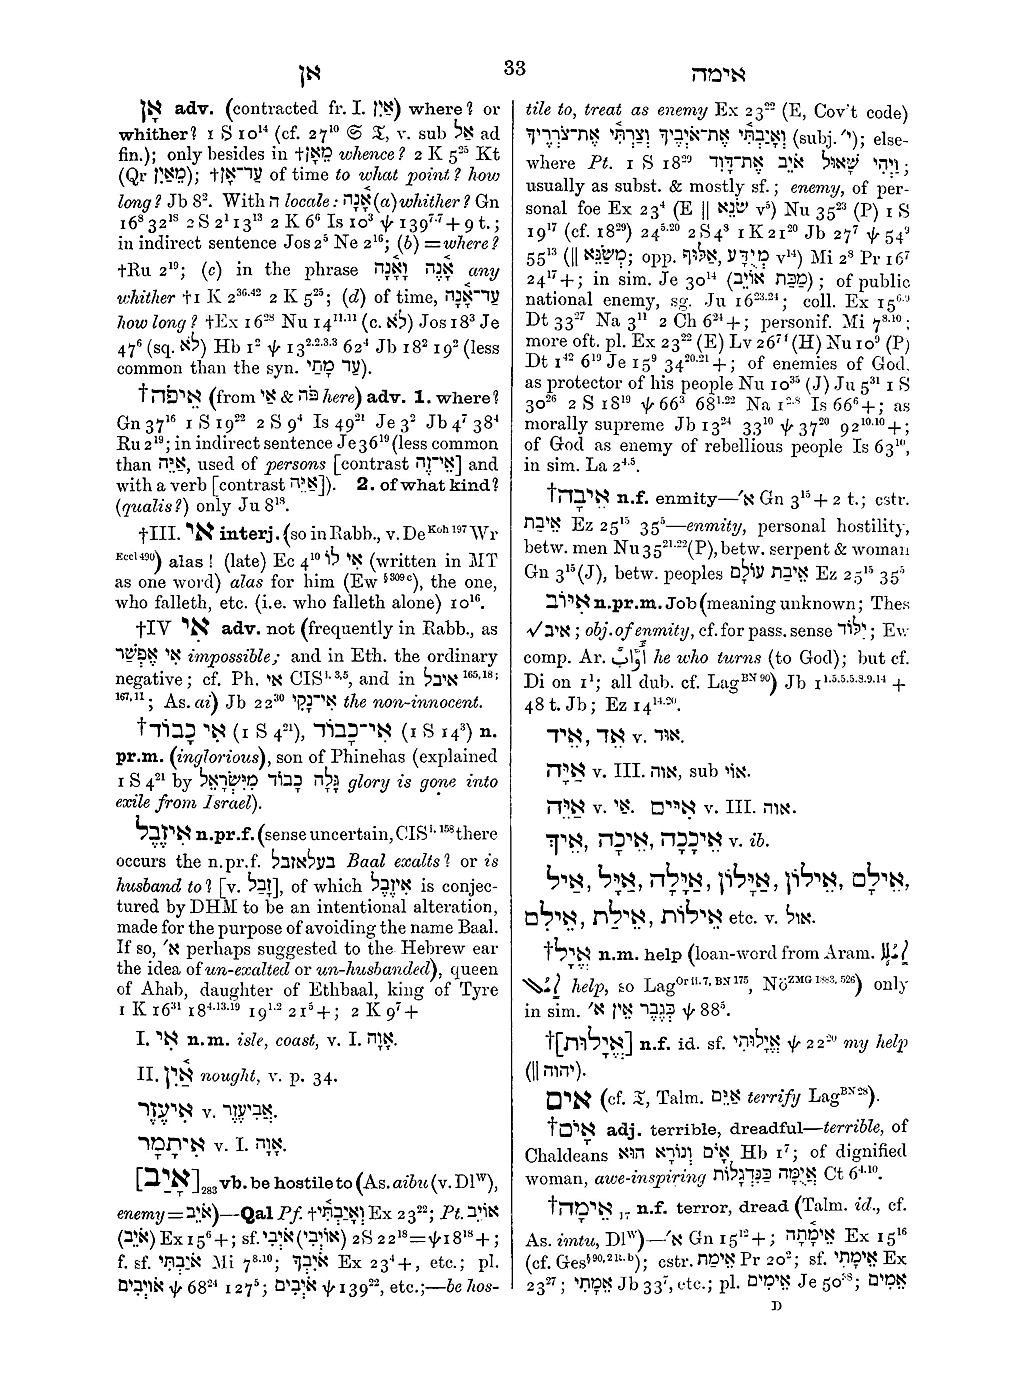 אן
33
אימה
אָן adv. (contracted fr. I. אַיִן) where? or
whither? 1 S 10¹⁴ (cf. 27¹⁰ 𝔊 𝔗, v. sub אַל ad
fin.); only besides in †מֵאָן whence? 2 K 5²⁵ Kt
(Qr מֵאַיִן); †עַד־אָן of time to what point? how
long? Jb 8². With ה locale: אָ֫נָה (a) whither? Gn
16⁸ 32¹⁸ 2 S 2¹ 13¹³ 2 K 6⁶ Is 10³ ψ 139⁷·⁷ + 9 t.;
in indirect sentence Jos 2⁵ Ne 2¹⁶; (b) = where?
†Ru 2¹⁹; (c) in the phrase אָ֫נֶה וָאָ֫נָה any
whither †1 K 2³⁶·⁴² 2 K 5²⁵; (d) of time, עַד־אָ֫נָה
how long? †Ex 16²⁸ Nu 14¹¹·¹¹ (c. לֹא) Jos 18³ Je
47⁶ (sq. לֹא) Hb 1² ψ 13²·²·³·³ 62⁴ Jb 18² 19² (less
common than the syn. עַד מָתַי).
†אֵיפֹה (from אֵי & פֹּה here) adv. 1. where?
Gn 37¹⁶ 1 S 19²² 2 S 9⁴ Is 49²¹ Je 3² Jb 4⁷ 38⁴
Ru 2¹⁹; in indirect sentence Je 36¹⁹ (less common
than אַיֵּה, used of persons [contrast אֵי־זֶה] and
with a verb [contrast אַיֵּה]). 2. of what kind?
(qualis?) only Ju 8¹⁸.
†III. אִי interj. (so in Rabb., v. De Koh 197 Wr
Eccl 490) alas! (late) Ec 4¹⁰ אִי לוֹ (written in MT
as one word) alas for him (Ew § 309 c), the one,
who falleth, etc. (i.e. who falleth alone) 10¹⁶.
†IV אִי adv. not (frequently in Rabb., as
אִי אֶפְשָׁר impossible; and in Eth. the ordinary
negative; cf. Ph. אי CIS i. 3, 5, and in איבל 165, 18;
167, 11; As. ai) Jb 22³⁰ אִי־נָקִי the non-innocent.
†אִי כָבוֹד (1 S 4²¹), אִי־כָבוֹד (1 S 14³) n.
pr.m. (inglorious), son of Phinehas (explained
1 S 4²¹ by גָּלָה כָבוֹד מִיִּשְׂרָאֵל glory is gone into
exile from Israel).
אִיזֶבֶל n.pr.f. (sense uncertain, CIS i. 158 there
occurs the n.pr.f. בעלאזבל Baal exalts? or is
husband to? [v. זָבַל], of which אִיזֶבֶל is conjec-
tured by DHM to be an intentional alteration,
made for the purpose of avoiding the name Baal.
If so, א׳ perhaps suggested to the Hebrew ear
the idea of un-exalted or un-husbanded), queen
of Ahab, daughter of Ethbaal, king of Tyre
1 K 16³¹ 18⁴·¹³·¹⁹ 19¹·² 21⁵ +; 2 K 9⁷ +
I. אִי n.m. isle, coast, v. I. אָוָה.
II. אַ֫יִן nought, v. p. 34.
אִיעֶזֶר v. אֲבִיעֶזֶר.
אִיתָמָר v. I. אָוָה.
[אָיַב]₂₈₃ vb. be hostile to (As. aibu (v. Dl W),
enemy = אֹיֵב)—Qal Pf. †וְאָ֫יַבְתִּי Ex 23²²; Pt. אוֹיֵב
(אֹיֵב) Ex 15⁶ +; sf. אֹיְבִי (אוֹיְבִי) 2S 22¹⁸ = ψ 18¹⁸ +;
f. sf. אֹיַבְתִּי Mi 7⁸·¹⁰; אֹיִבְךָ Ex 23⁴ +, etc.; pl.
אוֹיְבִים ψ 68²⁴ 127⁵; אֹיְבִים ψ 139²², etc.;—be hos-
tile to, treat as enemy Ex 23²² (E, Cov't code)
וְאָ֫יַבְתִּי אֶת־אֹיְבֶיךָ וְצַרְתִּ֫י אֶת־צֹרְרֶיךָ (subj. י׳); else-
where Pt. 1 S 18²⁹ וַיְהִי שָׁאוּל אֹיֵב אֶת־דָּוִד;
usually as subst. & mostly sf.; enemy, of per-
sonal foe Ex 23⁴ (E || שֹׂנֵא v⁵) Nu 35²³ (P) 1 S
19¹⁷ (cf. 18²⁹) 24⁵·²⁰ 2 S 4⁸ 1 K 21²⁰ Jb 27⁷ ψ 54⁹
55¹³ (|| מְשַׂנֵּא; opp. אַלּוּף, מְיֻדָּע v¹⁴) Mi 2⁸ Pr 16⁷
24¹⁷ +; in sim. Je 30¹⁴ (מַכַּת אוֹיֵב); of public
national enemy, sg. Ju 16²³·²⁴; coll. Ex 15⁶·⁹
Dt 33²⁷ Na 3¹¹ 2 Ch 6²⁴ +; personif. Mi 7⁸·¹⁰;
more oft. pl. Ex 23²² (E) Lv 26⁷ᶠ (H) Nu 10⁹ (P)
Dt 1⁴² 6¹⁹ Je 15⁹ 34²⁰·²¹ +; of enemies of God.
as protector of his people Nu 10³⁵ (J) Ju 5³¹ 1 S
30²⁶ 2 S 18¹⁹ ψ 66³ 68¹·²² Na 1²·⁸ Is 66⁶ +; as
morally supreme Jb 13²⁴ 33¹⁰ ψ 37²⁰ 92¹⁰·¹⁰ +;
of God as enemy of rebellious people Is 63¹⁰,
in sim. La 2⁴·⁵.
†אֵיבָה n.f. enmity—א׳ Gn 3¹⁵ + 2 t.; cstr.
אֵיבַת Ez 25¹⁵ 35⁵—enmity, personal hostility,
betw. men Nu 35²¹·²² (P), betw. serpent & woman
Gn 3¹⁵ (J), betw. peoples אֵיבַת עוֹלָם Ez 25¹⁵ 35⁵
אִיּוֹב n.pr.m. Job (meaning unknown; Thes
√איב; obj. of enmity, cf. for pass. sense יִלּוֹד; Ew
comp. Ar. أَوَّابٌ he who turns (to God); but cf.
Di on 1¹; all dub. cf. Lag BN 90) Jb 1¹·⁵·⁵·⁵·⁸·⁹·¹⁴ +
48 t. Jb; Ez 14¹⁴·²⁰.
אֵיד, אֵד v. אוד.
אַיָּה v. III. אוה, sub אוי.
אַיֵּה v. אֵי. אִיִּים v. III. אוה.
אֵיךְ, אֵיכָה, אֵיכָכָה v. ib.
אַיִל, אַיָּל, אַיָּלָה, אַיָּלוֹן, אֵילוֹן, אֵילָם,
אֵילִם, אֵילַת, אֵילוֹת etc. v. אול.
†אֱיָל n.m. help (loan-word from Aram.
help, so Lag Or ii. 7, BN 175, Nö ZMG 1883, 526) only
in sim. כְּגֶבֶר אֵין א׳ ψ 88⁵.
†[אֱיָלוּת] n.f. id. sf. אֱיָלוּתִי ψ 22²⁰ my help
(|| יהוה).
אים (cf. 𝔗, Talm. אַיֵּם terrify Lag BN 28).
†אָיֹם adj. terrible, dreadful—terrible, of
Chaldeans אָיֹם וְנוֹרָא הוּא Hb 1⁷; of dignified
woman, awe-inspiring אֲיֻמָּה כַּנִּדְגָּלוֹת Ct 6⁴·¹⁰.
†אֵימָה ₁₇ n.f. terror, dread (Talm. id., cf.
As. imtu, Dl W)—א׳ Gn 15¹² +; אֵימָ֫תָה Ex 15¹⁶
(cf. Ges § 90, 2 R. b); cstr. אֵימַת Pr 20²; sf. אֵימָתִי Ex
23²⁷; אֵמָתִי Jb 33⁷, etc.; pl. אֵימִים Je 50³⁸; אֵמִים
D